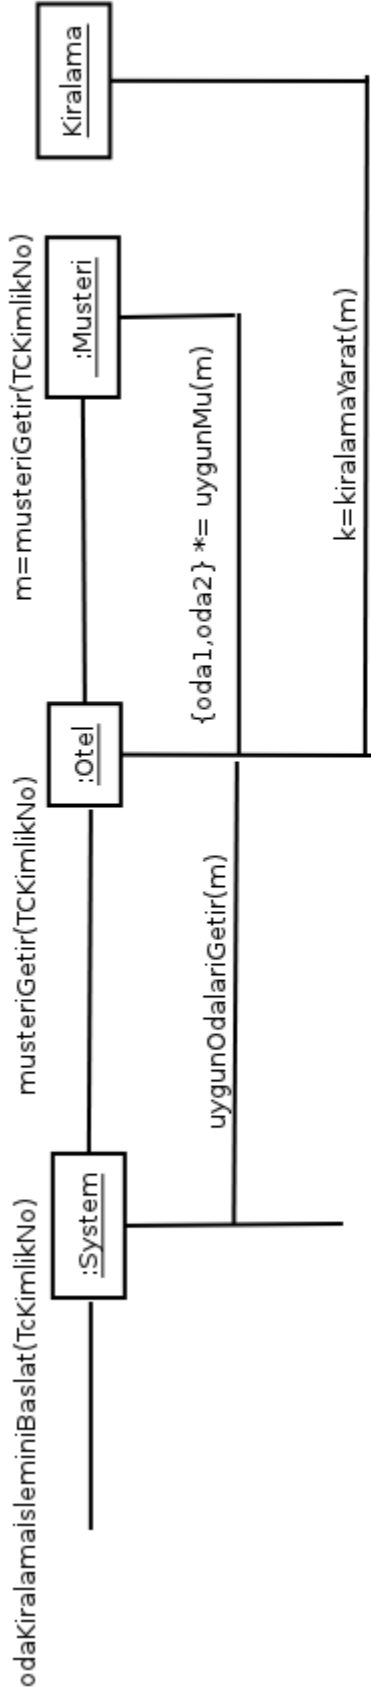 odaKiralamaisleminiBaslat(TcKimlikNo)
:System
musteriGetir(TCKimlikNo)
:Otel
m=musteriGetir(TCKimlikNo)
:Musteri
Kiralama
uygunOdalariGetir(m)
{oda1,oda2} *= uygunMu(m)
k=kiralamaYarat(m)